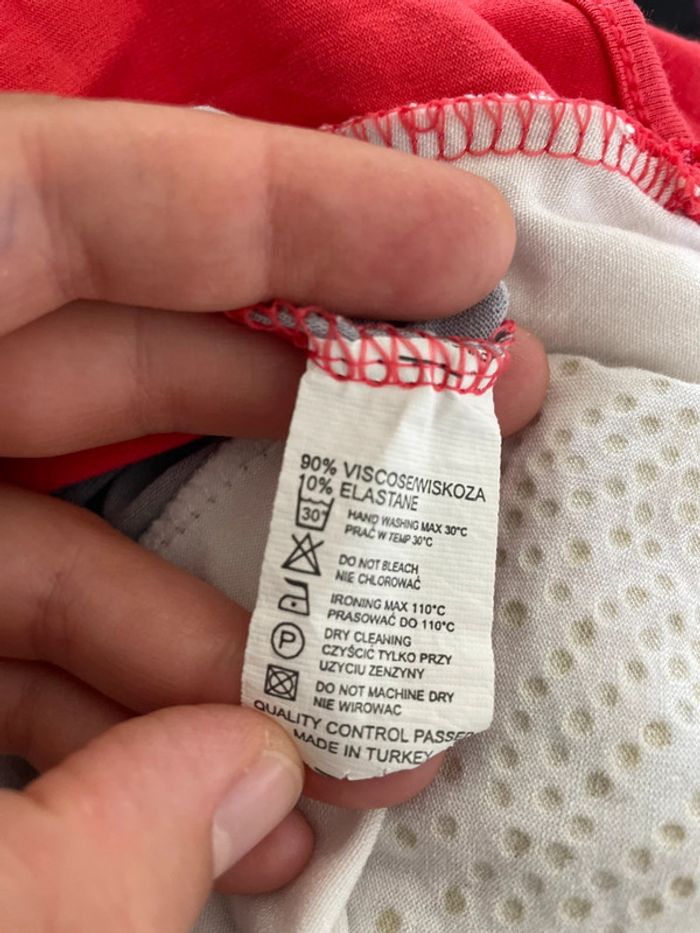 90% VISCOSE/WISKOZA
10% ELASTANE
30°
HAND WASHING MAX 30°C
PRAĆ W TEMP 30°C
DO NOT BLEACH
NIE CHLOROWAĆ
IRONING MAX 110°C
PRASOWAĆ DO 110°C
P
DRY CLEANING
CZYŚCIĆ TYLKO PRZY
UZYCIU ZENZYNY
DO NOT MACHINE DRY
NIE WIROWAC
QUALITY CONTROL PASSE
MADE IN TURKEY